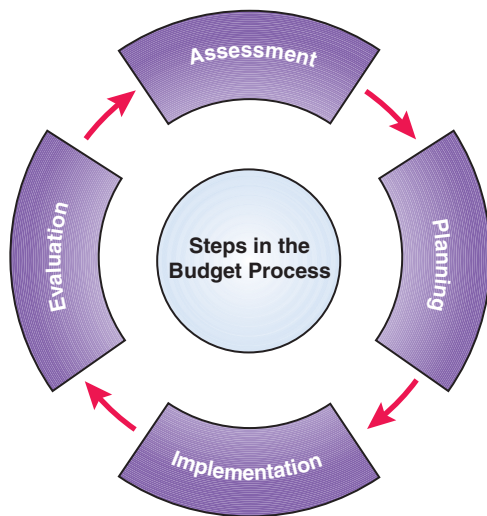 Assessment
Planning
Implementation
Evaluation
Steps in the
Budget Process